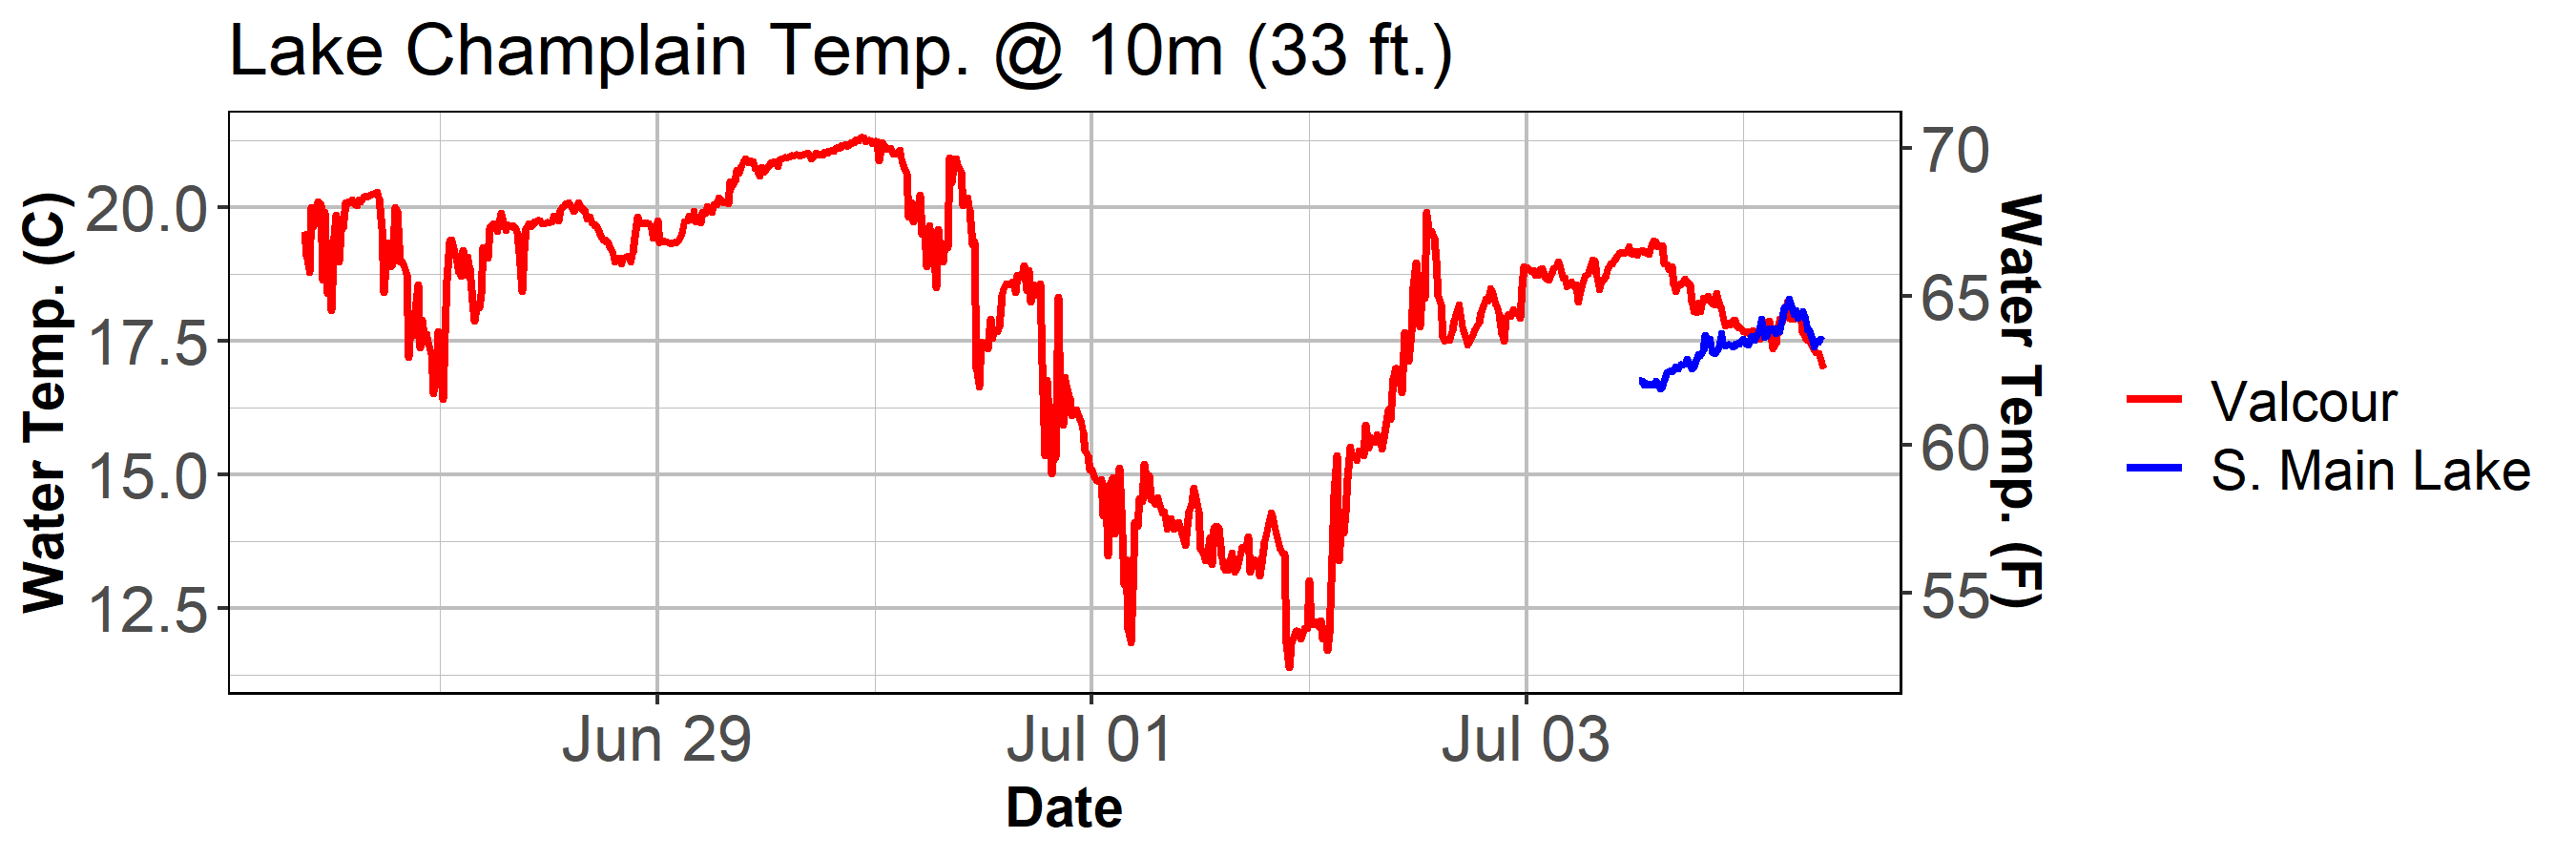 Lake Champlain Temp. @ 10m (33 ft.)
Water Temp. (C)
20.0
17.5
15.0
12.5
70
65
60
55
Water Temp. (F)
Jun 29
Jul 01
Jul 03
Date
Valcour
S. Main Lake